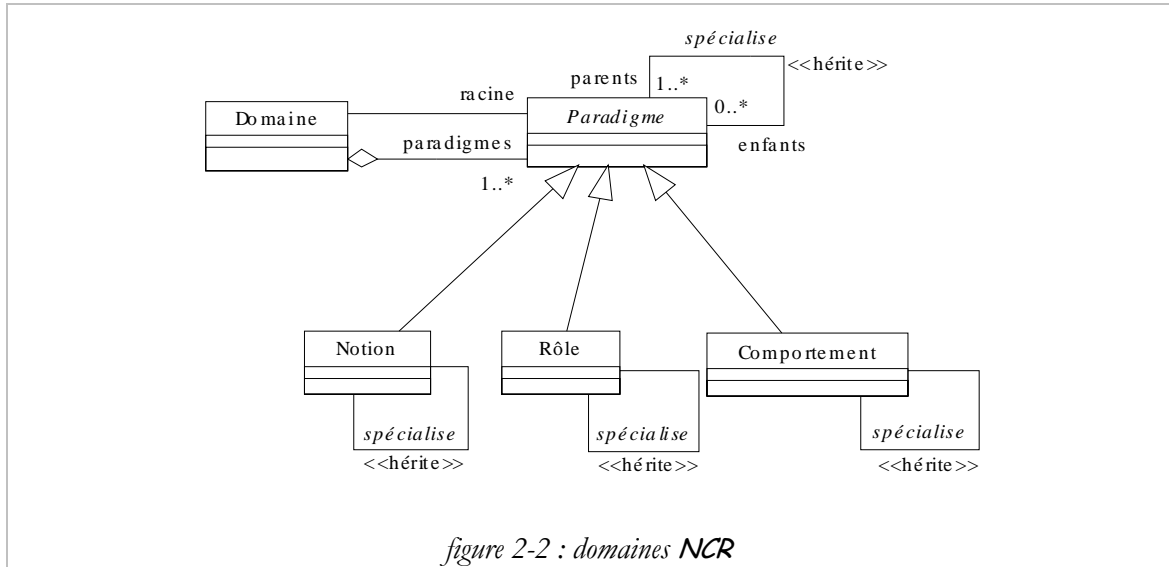 spécialise
<<hérite>>
parents
1..*
racine
0..*
Domaine
Paradigme
paradigmes
enfants
1..*
Notion
Rôle
Comportement
spécialise
spécialise
spécialise
<<hérite>>
<<hérite>>
<<hérite>>
figure 2-2 : domaines NCR